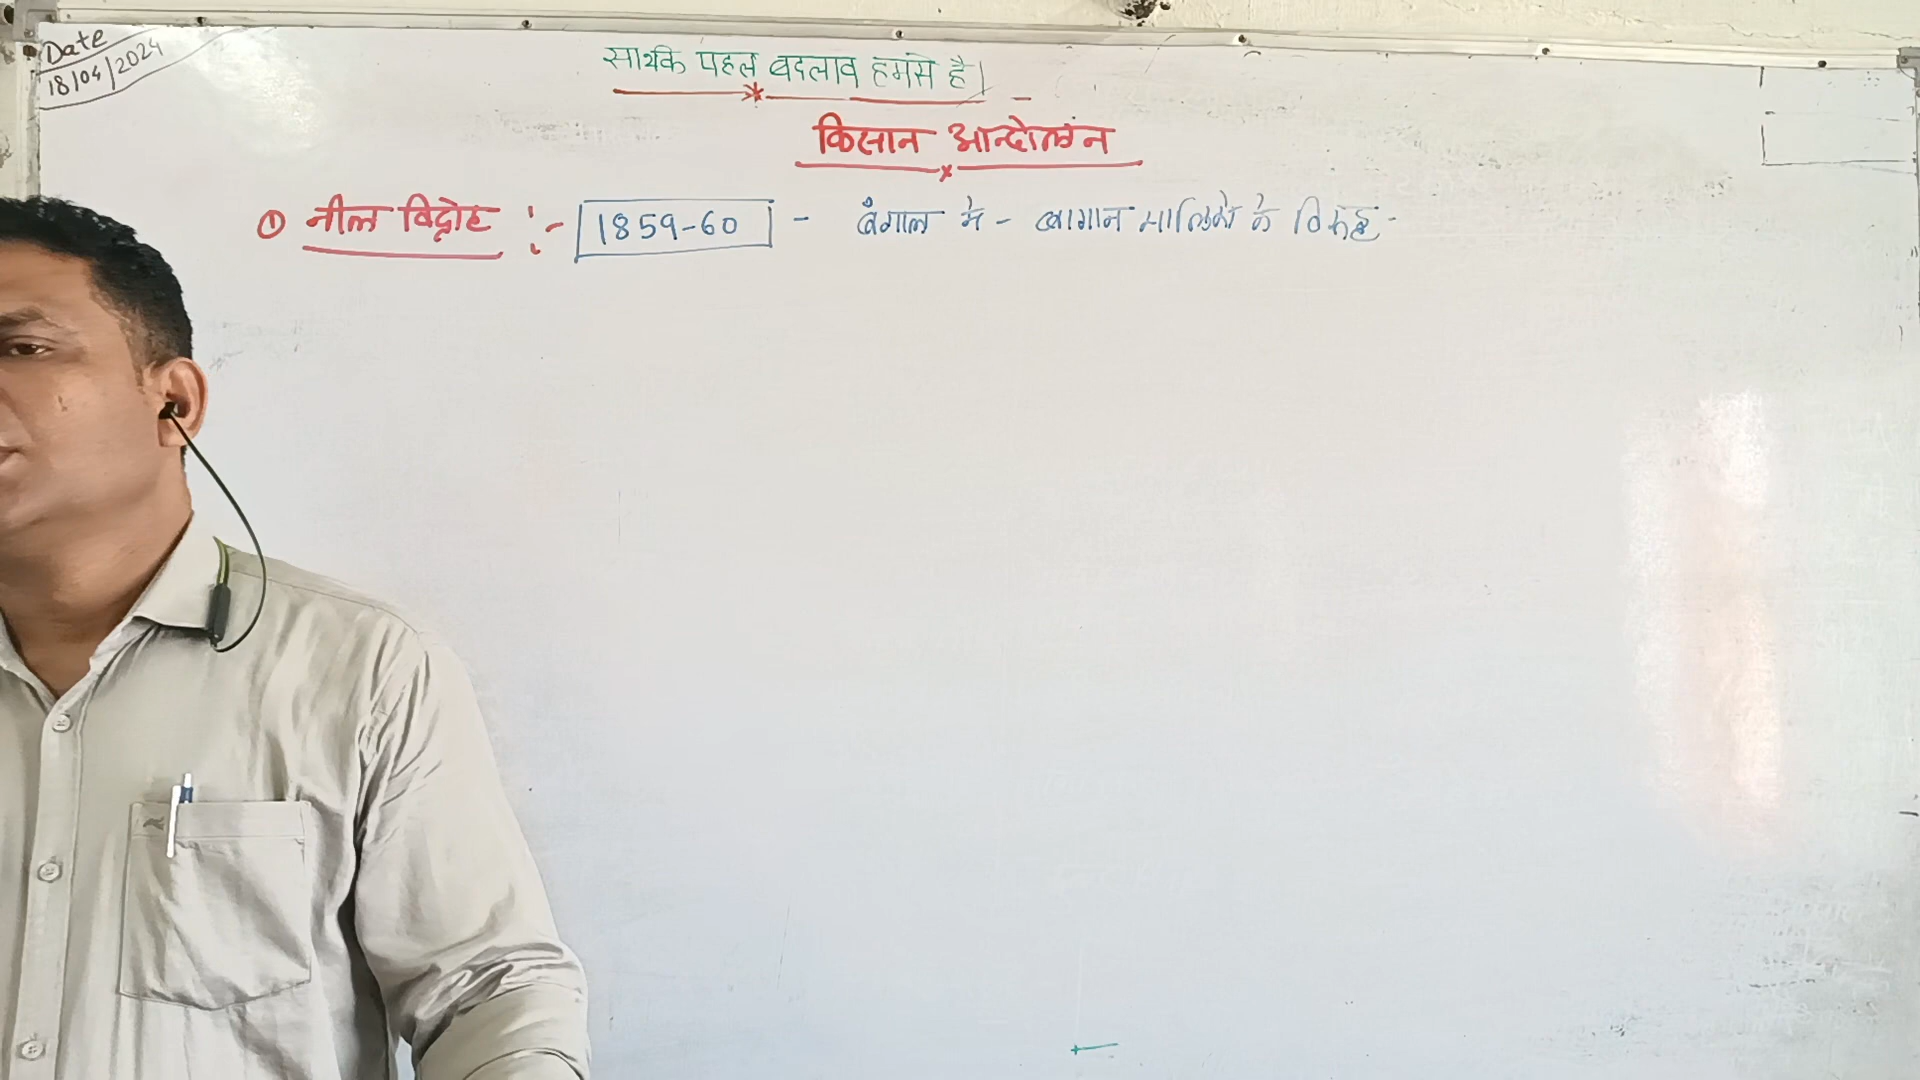 Date
18/04/2024
सार्थक पहल बदलाव हमसे है।
किसान आन्दोलन
① नील विद्रोह :- 1859-60 - बंगाल में - बागान मालिकों के विरुद्ध -